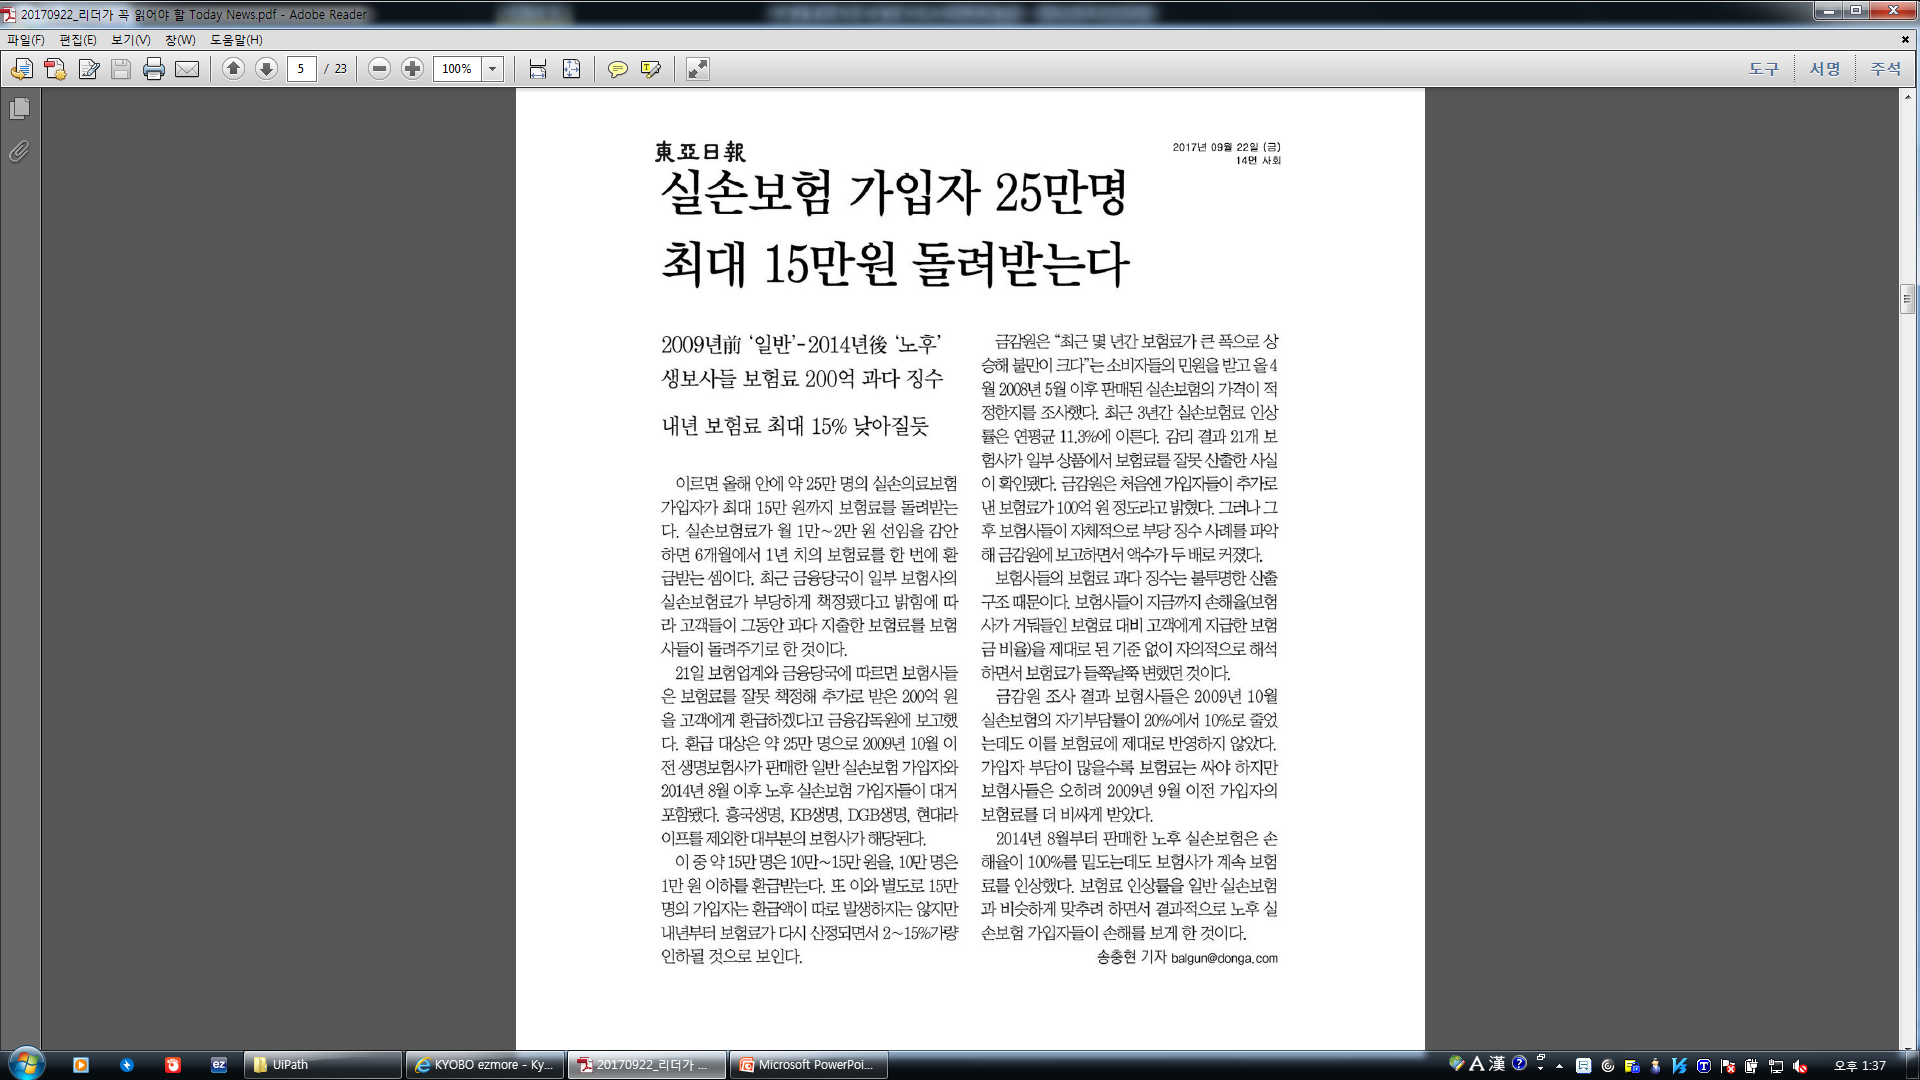 20170922_리더가 꼭 읽어야 할 Today News.pdf - Adobe Reader
파일(F) 편집(E) 보기(V) 창(W) 도움말(H)
5 / 23 100% 도구 서명 주석
東亞日報
2017년 09월 22일 (금)
14면 사회
실손보험 가입자 25만명
최대 15만원 돌려받는다
2009년前 ‘일반’-2014년後 ‘노후’
생보사들 보험료 200억 과다 징수
내년 보험료 최대 15% 낮아질듯
이르면 올해 안에 약 25만 명의 실손의료보험
가입자가 최대 15만 원까지 보험료를 돌려받는
다. 실손보험료가 월 1만～2만 원 선임을 감안
하면 6개월에서 1년 치의 보험료를 한 번에 환
급받는 셈이다. 최근 금융당국이 일부 보험사의
실손보험료가 부당하게 책정됐다고 밝힘에 따
라 고객들이 그동안 과다 지출한 보험료를 보험
사들이 돌려주기로 한 것이다.
21일 보험업계와 금융당국에 따르면 보험사들
은 보험료를 잘못 책정해 추가로 받은 200억 원
을 고객에게 환급하겠다고 금융감독원에 보고했
다. 환급 대상은 약 25만 명으로 2009년 10월 이
전 생명보험사가 판매한 일반 실손보험 가입자와
2014년 8월 이후 노후 실손보험 가입자들이 대거
포함됐다. 흥국생명, KB생명, DGB생명, 현대라
이프를 제외한 대부분의 보험사가 해당된다.
이 중 약 15만 명은 10만～15만 원을, 10만 명은
1만 원 이하를 환급받는다. 또 이와 별도로 15만
명의 가입자는 환급액이 따로 발생하지는 않지만
내년부터 보험료가 다시 산정되면서 2～15%가량
인하될 것으로 보인다.
금감원은 “최근 몇 년간 보험료가 큰 폭으로 상
승해 불만이 크다”는 소비자들의 민원을 받고 올 4
월 2008년 5월 이후 판매된 실손보험의 가격이 적
정한지를 조사했다. 최근 3년간 실손보험료 인상
률은 연평균 11.3%에 이른다. 감리 결과 21개 보
험사가 일부 상품에서 보험료를 잘못 산출한 사실
이 확인됐다. 금감원은 처음엔 가입자들이 추가로
낸 보험료가 100억 원 정도라고 밝혔다. 그러나 그
후 보험사들이 자체적으로 부당 징수 사례를 파악
해 금감원에 보고하면서 액수가 두 배로 커졌다.
보험사들의 보험료 과다 징수는 불투명한 산출
구조 때문이다. 보험사들이 지금까지 손해율(보험
사가 거둬들인 보험료 대비 고객에게 지급한 보험
금 비율)을 제대로 된 기준 없이 자의적으로 해석
하면서 보험료가 들쭉날쭉 변했던 것이다.
금감원 조사 결과 보험사들은 2009년 10월
실손보험의 자기부담률이 20%에서 10%로 줄었
는데도 이를 보험료에 제대로 반영하지 않았다.
가입자 부담이 많을수록 보험료는 싸야 하지만
보험사들은 오히려 2009년 9월 이전 가입자의
보험료를 더 비싸게 받았다.
2014년 8월부터 판매한 노후 실손보험은 손
해율이 100%를 밑도는데도 보험사가 계속 보험
료를 인상했다. 보험료 인상률을 일반 실손보험
과 비슷하게 맞추려 하면서 결과적으로 노후 실
손보험 가입자들이 손해를 보게 한 것이다.
송충현 기자 balgun@donga.com
ez UiPath KYOBO ezmore - Ky... 20170922_리더가 ... Microsoft PowerPoi... A 漢 오후 1:37